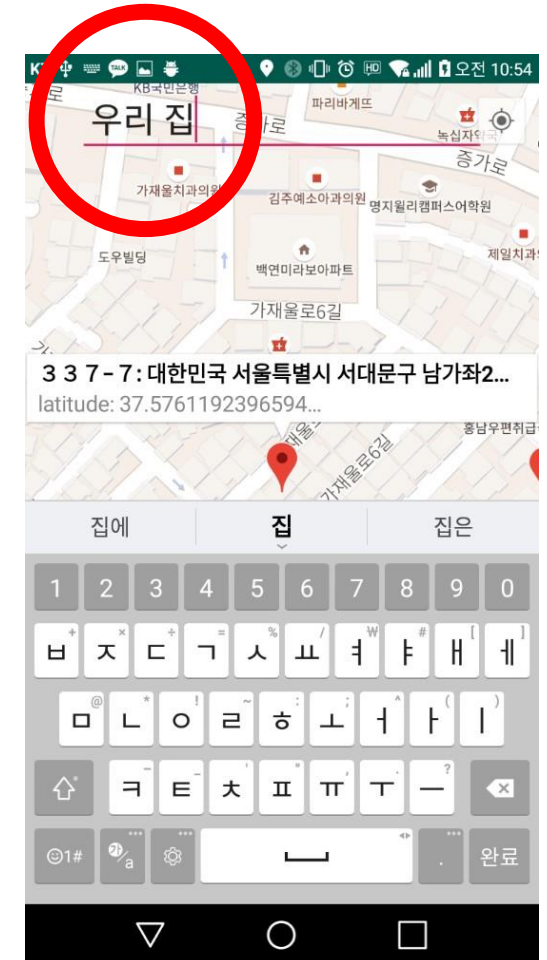 오전 10:54
KB국민은행
우리 집
증가로
파리바게뜨
증가로
가재울치과의원
김주예소아과의원
명지윌리캠퍼스어학원
도우빌딩
백연미라보아파트
제일치과
가재울로6길
3 3 7 - 7 : 대한민국 서울특별시 서대문구 남가좌2...
latitude: 37.5761192396594...
홍남우편취급
가재울로6길
집에 집 집은
1 2 3 4 5 6 7 8 9 0
ㅂ ㅈ ㄷ ㄱ ㅅ ㅛ ㅕ ㅑ ㅐ ㅔ
ㅁ ㄴ ㅇ ㄹ ㅎ ㅗ ㅓ ㅏ ㅣ
ㅋ ㅌ ㅊ ㅍ ㅠ ㅜ ㅡ
1# 가/a . 완료